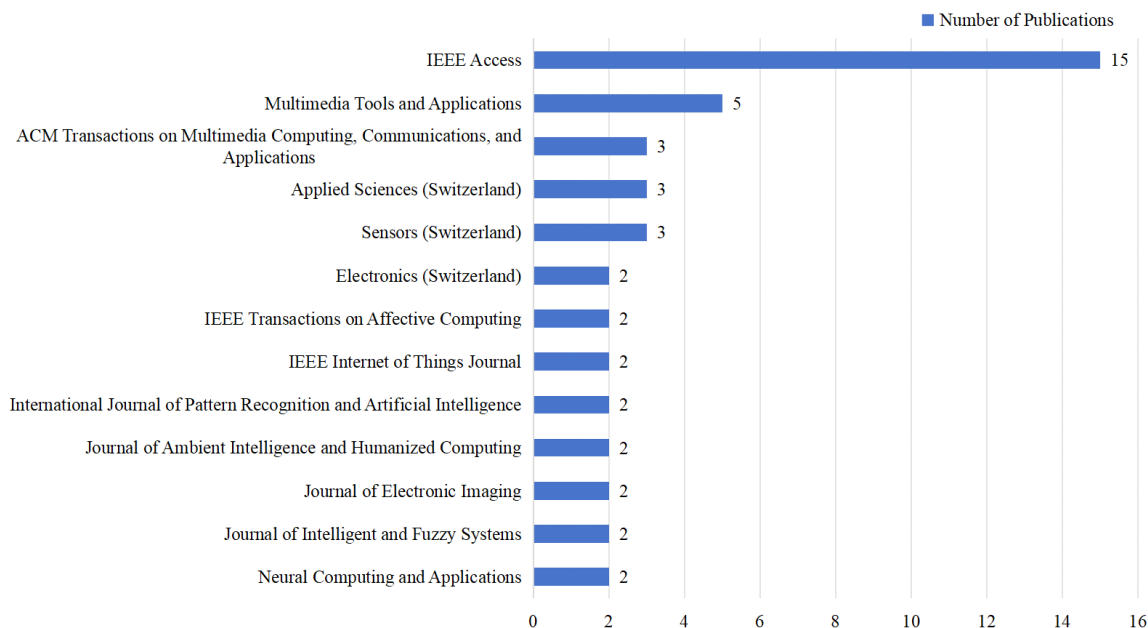 Number of Publications
IEEE Access
15
Multimedia Tools and Applications
5
ACM Transactions on Multimedia Computing, Communications, and
Applications
3
Applied Sciences (Switzerland)
3
Sensors (Switzerland)
3
Electronics (Switzerland)
2
IEEE Transactions on Affective Computing
2
IEEE Internet of Things Journal
2
International Journal of Pattern Recognition and Artificial Intelligence
2
Journal of Ambient Intelligence and Humanized Computing
2
Journal of Electronic Imaging
2
Journal of Intelligent and Fuzzy Systems
2
Neural Computing and Applications
2
0 2 4 6 8 10 12 14 16